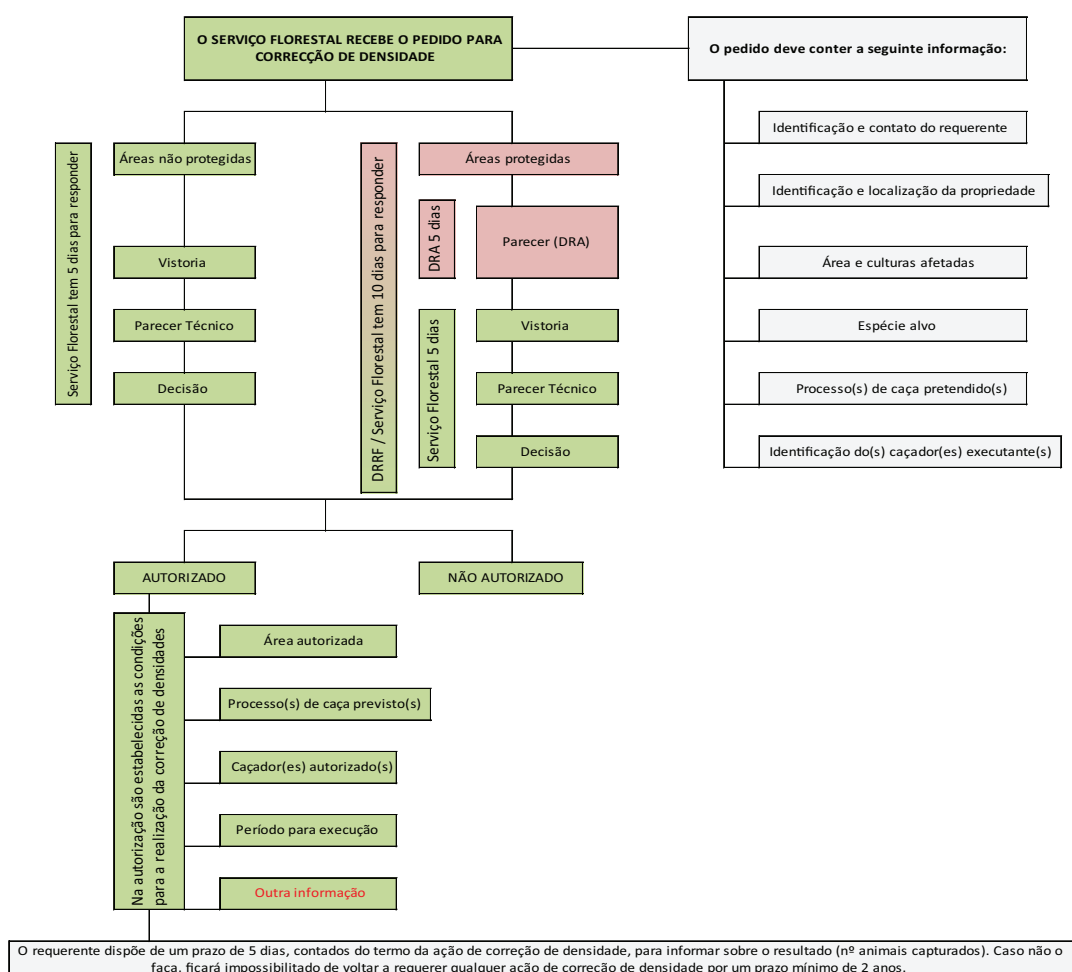 O SERVIÇO FLORESTAL RECEBE O PEDIDO PARA
CORRECÇÃO DE DENSIDADE
O pedido deve conter a seguinte informação:
Identificação e contato do requerente
Identificação e localização da propriedade
Área e culturas afetadas
Espécie alvo
Processo(s) de caça pretendido(s)
Identificação do(s) caçador(es) executante(s)
Serviço Florestal tem 5 dias para responder
Áreas não protegidas
Vistoria
Parecer Técnico
Decisão
DRRF / Serviço Florestal tem 10 dias para responder
Áreas protegidas
DRA 5 dias
Parecer (DRA)
Serviço Florestal 5 dias
Vistoria
Parecer Técnico
Decisão
AUTORIZADO
NÃO AUTORIZADO
Na autorização são estabelecidas as condições
para a realização da correção de densidades
Área autorizada
Processo(s) de caça previsto(s)
Caçador(es) autorizado(s)
Período para execução
Outra informação
O requerente dispõe de um prazo de 5 dias, contados do termo da ação de correção de densidade, para informar sobre o resultado (nº animais capturados). Caso não o
faça, ficará impossibilitado de voltar a requerer qualquer ação de correção de densidade por um prazo mínimo de 2 anos.